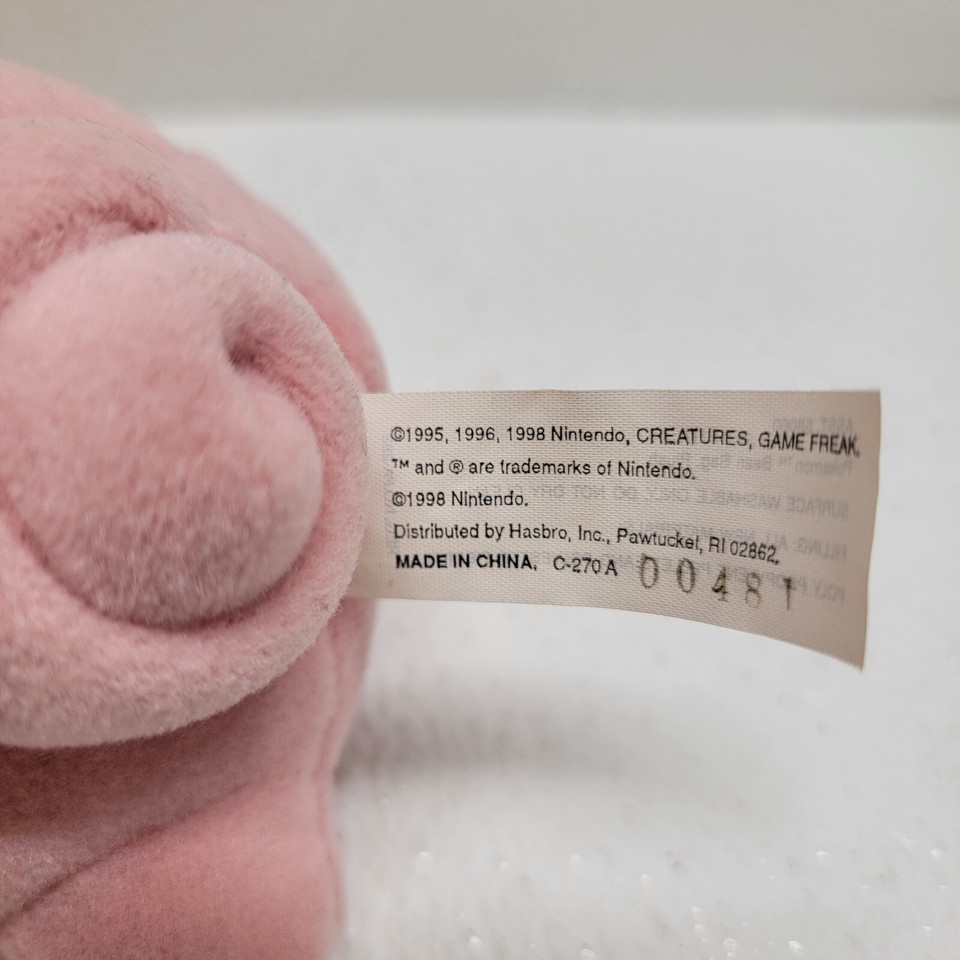 ©1995, 1996, 1998 Nintendo, CREATURES, GAME FREAK.
™ and ® are trademarks of Nintendo.
©1998 Nintendo.
Distributed by Hasbro, Inc., Pawtucket, RI 02862.
MADE IN CHINA. C-270A 00481